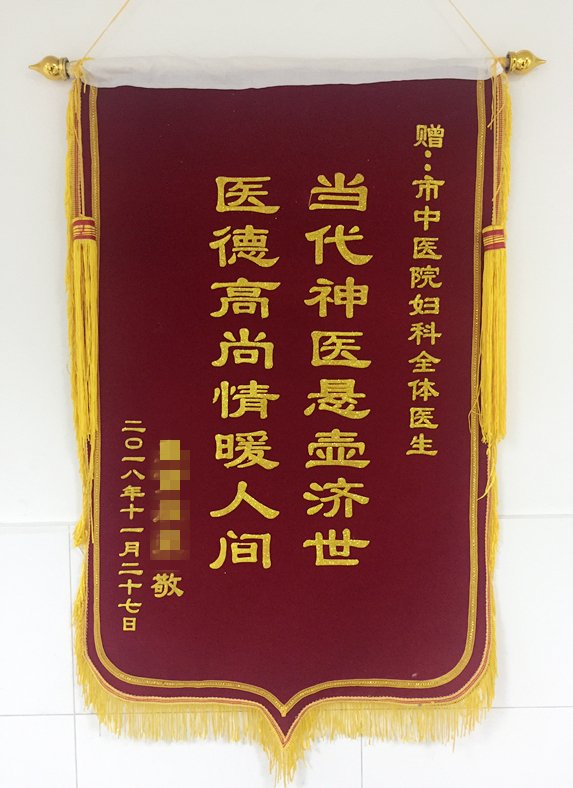 赠：市中医院妇科全体医生
当代神医悬壶济世
医德高尚情暖人间
敬
二〇一八年十一月二十七日